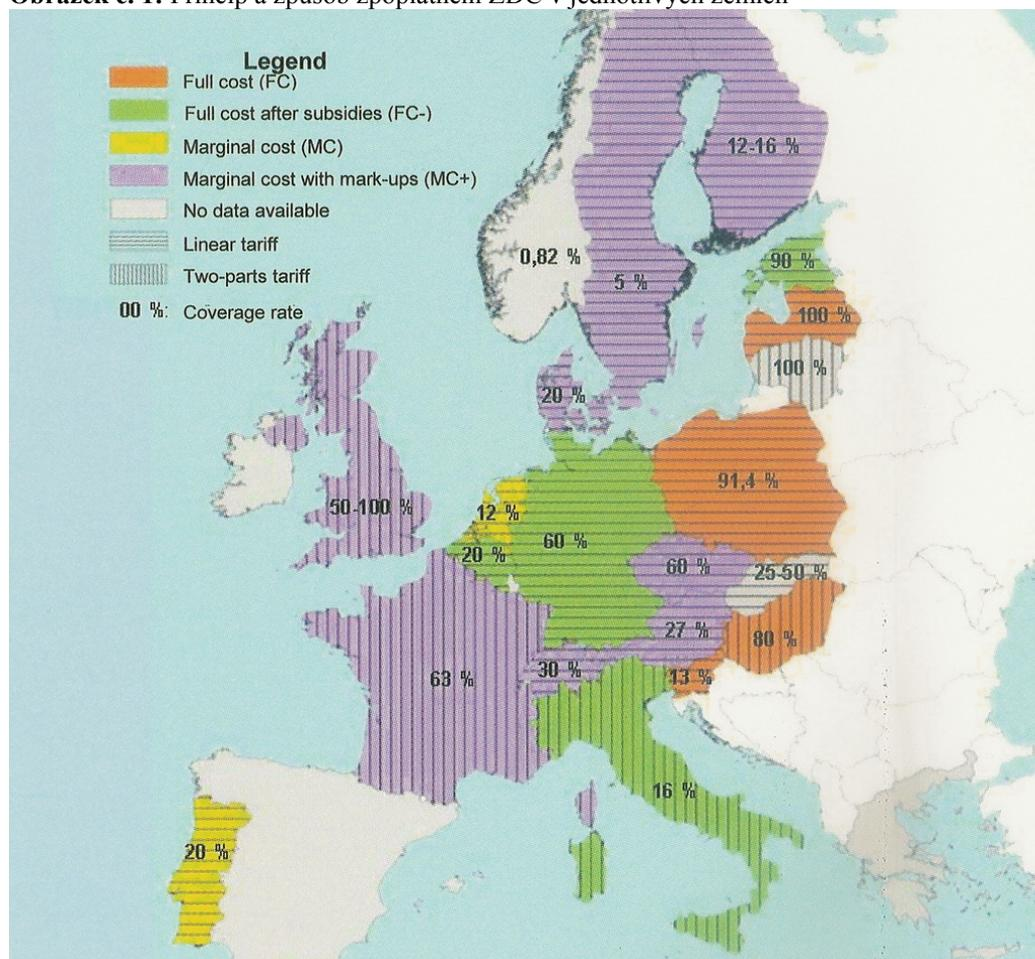 Obrázek č. 1: Princip a způsob zpoplatnění ŽDC v jednotlivých zemích
Legend
Full cost (FC)
Full cost after subsidies (FC-)
Marginal cost (MC)
Marginal cost with mark-ups (MC+)
No data available
Linear tariff
Two-parts tariff
00 %: Coverage rate
12-16 %
0,82 %
5 %
90 %
100 %
100 %
20 %
91,4 %
50-100 %
12 %
60 %
20 %
60 %
25-50 %
27 %
80 %
30 %
63 %
13 %
16 %
20 %